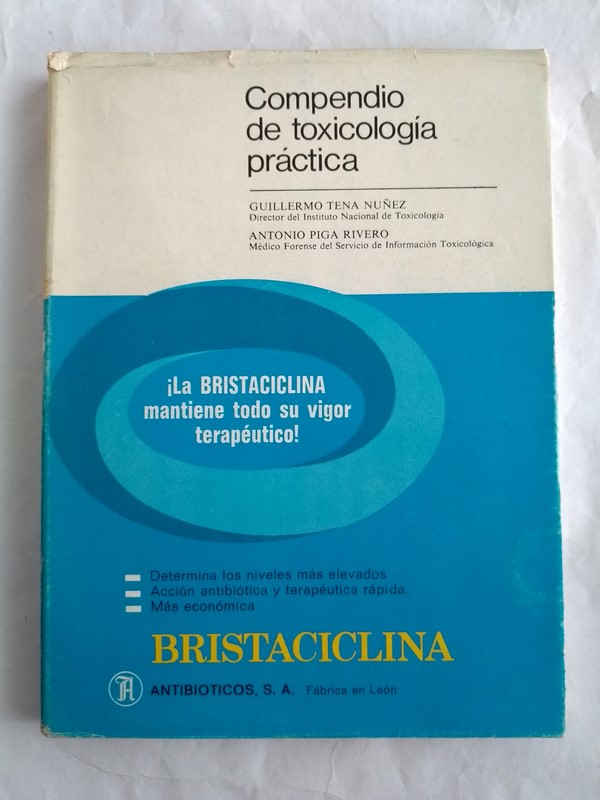 Compendio
de toxicología
práctica
GUILLERMO TENA NUÑEZ
Director del Instituto Nacional de Toxicología
ANTONIO PIGA RIVERO
Médico Forense del Servicio de Información Toxicológica
¡La BRISTACICLINA
mantiene todo su vigor
terapéutico!
Determina los niveles más elevados
Acción antibiótica y terapéutica rápida.
Más económica
BRISTACICLINA
A ANTIBIOTICOS, S. A. Fábrica en León